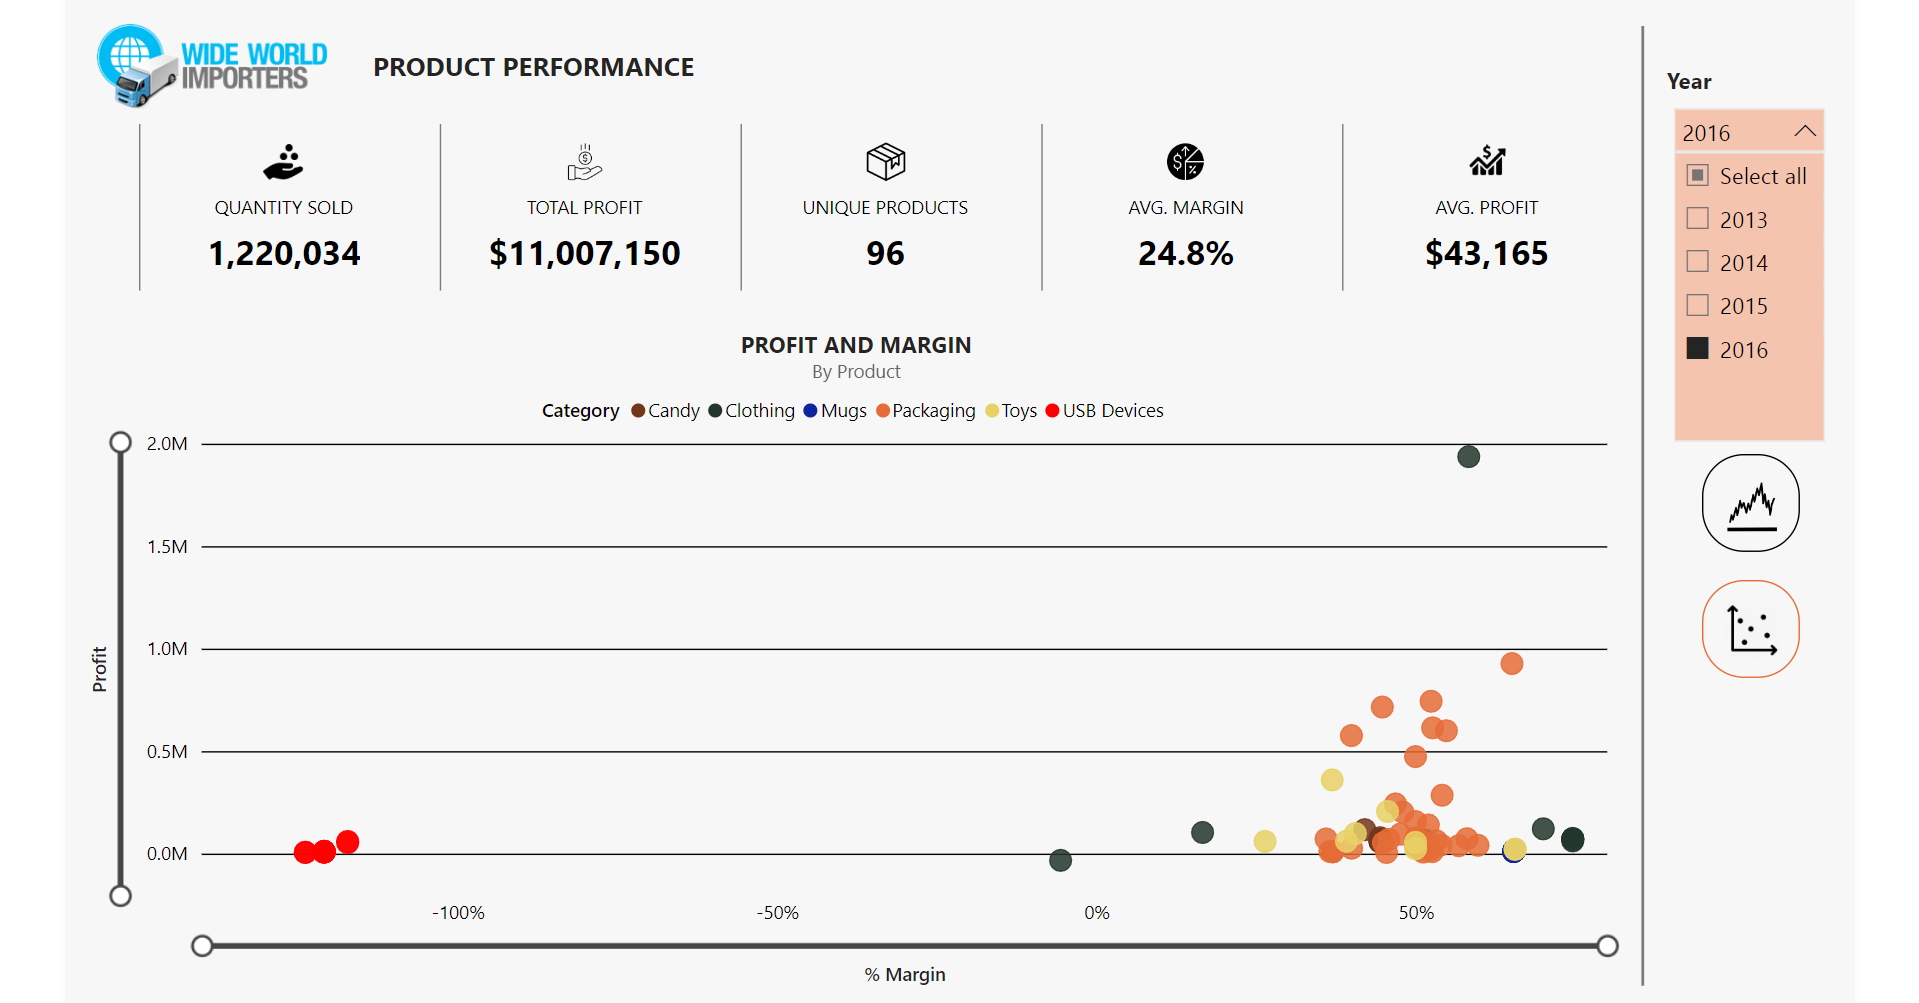 WIDE WORLD
IMPORTERS
PRODUCT PERFORMANCE
QUANTITY SOLD
1,220,034
TOTAL PROFIT
$11,007,150
UNIQUE PRODUCTS
96
AVG. MARGIN
24.8%
AVG. PROFIT
$43,165
Year
2016
Select all
2013
2014
2015
2016
PROFIT AND MARGIN
By Product
Category Candy Clothing Mugs Packaging Toys USB Devices
2.0M
1.5M
1.0M
0.5M
0.0M
Profit
-100% -50% 0% 50%
% Margin